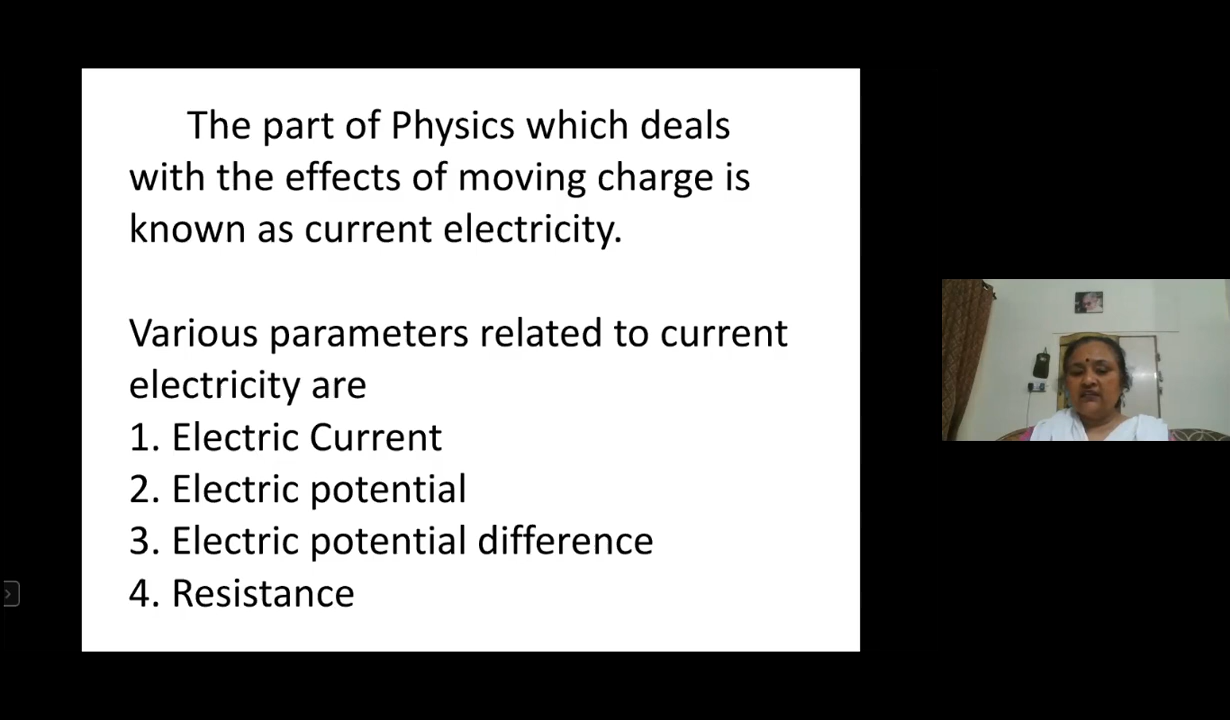 The part of Physics which deals
with the effects of moving charge is
known as current electricity.
Various parameters related to current
electricity are
1. Electric Current
2. Electric potential
3. Electric potential difference
4. Resistance